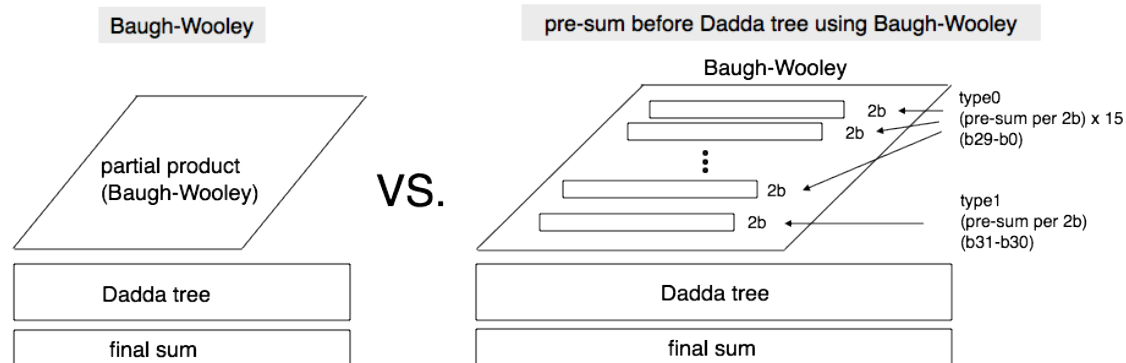 Baugh-Wooley
partial product
(Baugh-Wooley)
Dadda tree
final sum
VS.
pre-sum before Dadda tree using Baugh-Wooley
Baugh-Wooley
2b
2b
2b
2b
type0
(pre-sum per 2b) x 15
(b29-b0)
type1
(pre-sum per 2b)
(b31-b30)
Dadda tree
final sum